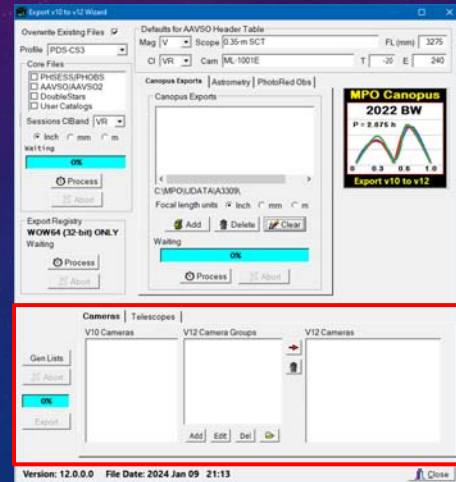 Export v10 to v12 Wizard
Overwrite Existing Files
Profile PDS-CS3
Core Files
PHSESS/PHOBS
AAVSO/AAVSO2
DoubleStars
User Catalogs
Sessions CIBand VR
Inch mm m
Waiting
0%
Process
Abort
Export Registry
WOW64 (32-bit) ONLY
Waiting
Process
Abort
Defaults for AAVSO Header Table
Mag V Scope 0.35-m SCT FL (mm) 3275
CI VR Cam ML-1001E T -20 E 240
Canopus Exports Astrometry PhotoRed Obs
Canopus Exports
C:\MPO\UDATA\A3309\
Focal length units Inch mm m
Add Delete Clear
Waiting
0%
Process Abort
MPO Canopus
2022 BW
P = 2.875 h
0 0.3 0.5 1.0
Export v10 to v12
Cameras Telescopes
V10 Cameras V12 Camera Groups V12 Cameras
Gen Lists
Abort
0%
Export
Add Edit Del
Version: 12.0.0.0 File Date: 2024 Jan 09 21:13
Close